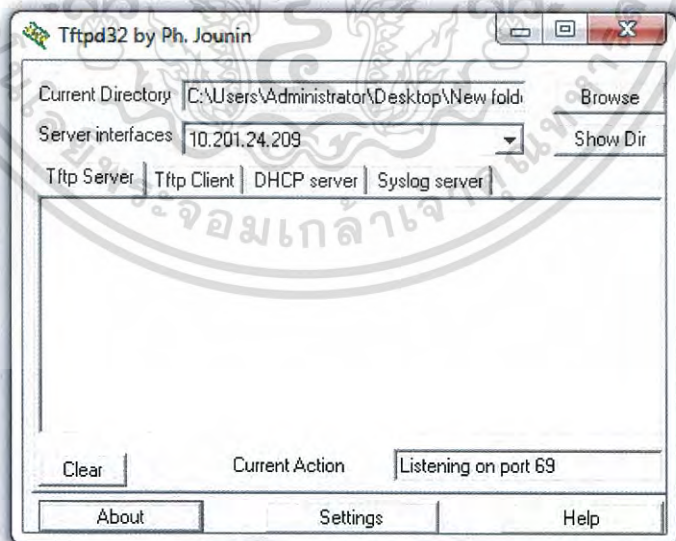 Tftpd32 by Ph. Jounin
Current Directory C:\Users\Administrator\Desktop\New fold Browse
Server interfaces 10.201.24.209 Show Dir
Tftp Server Tftp Client DHCP server Syslog server
Clear Current Action Listening on port 69
About Settings Help